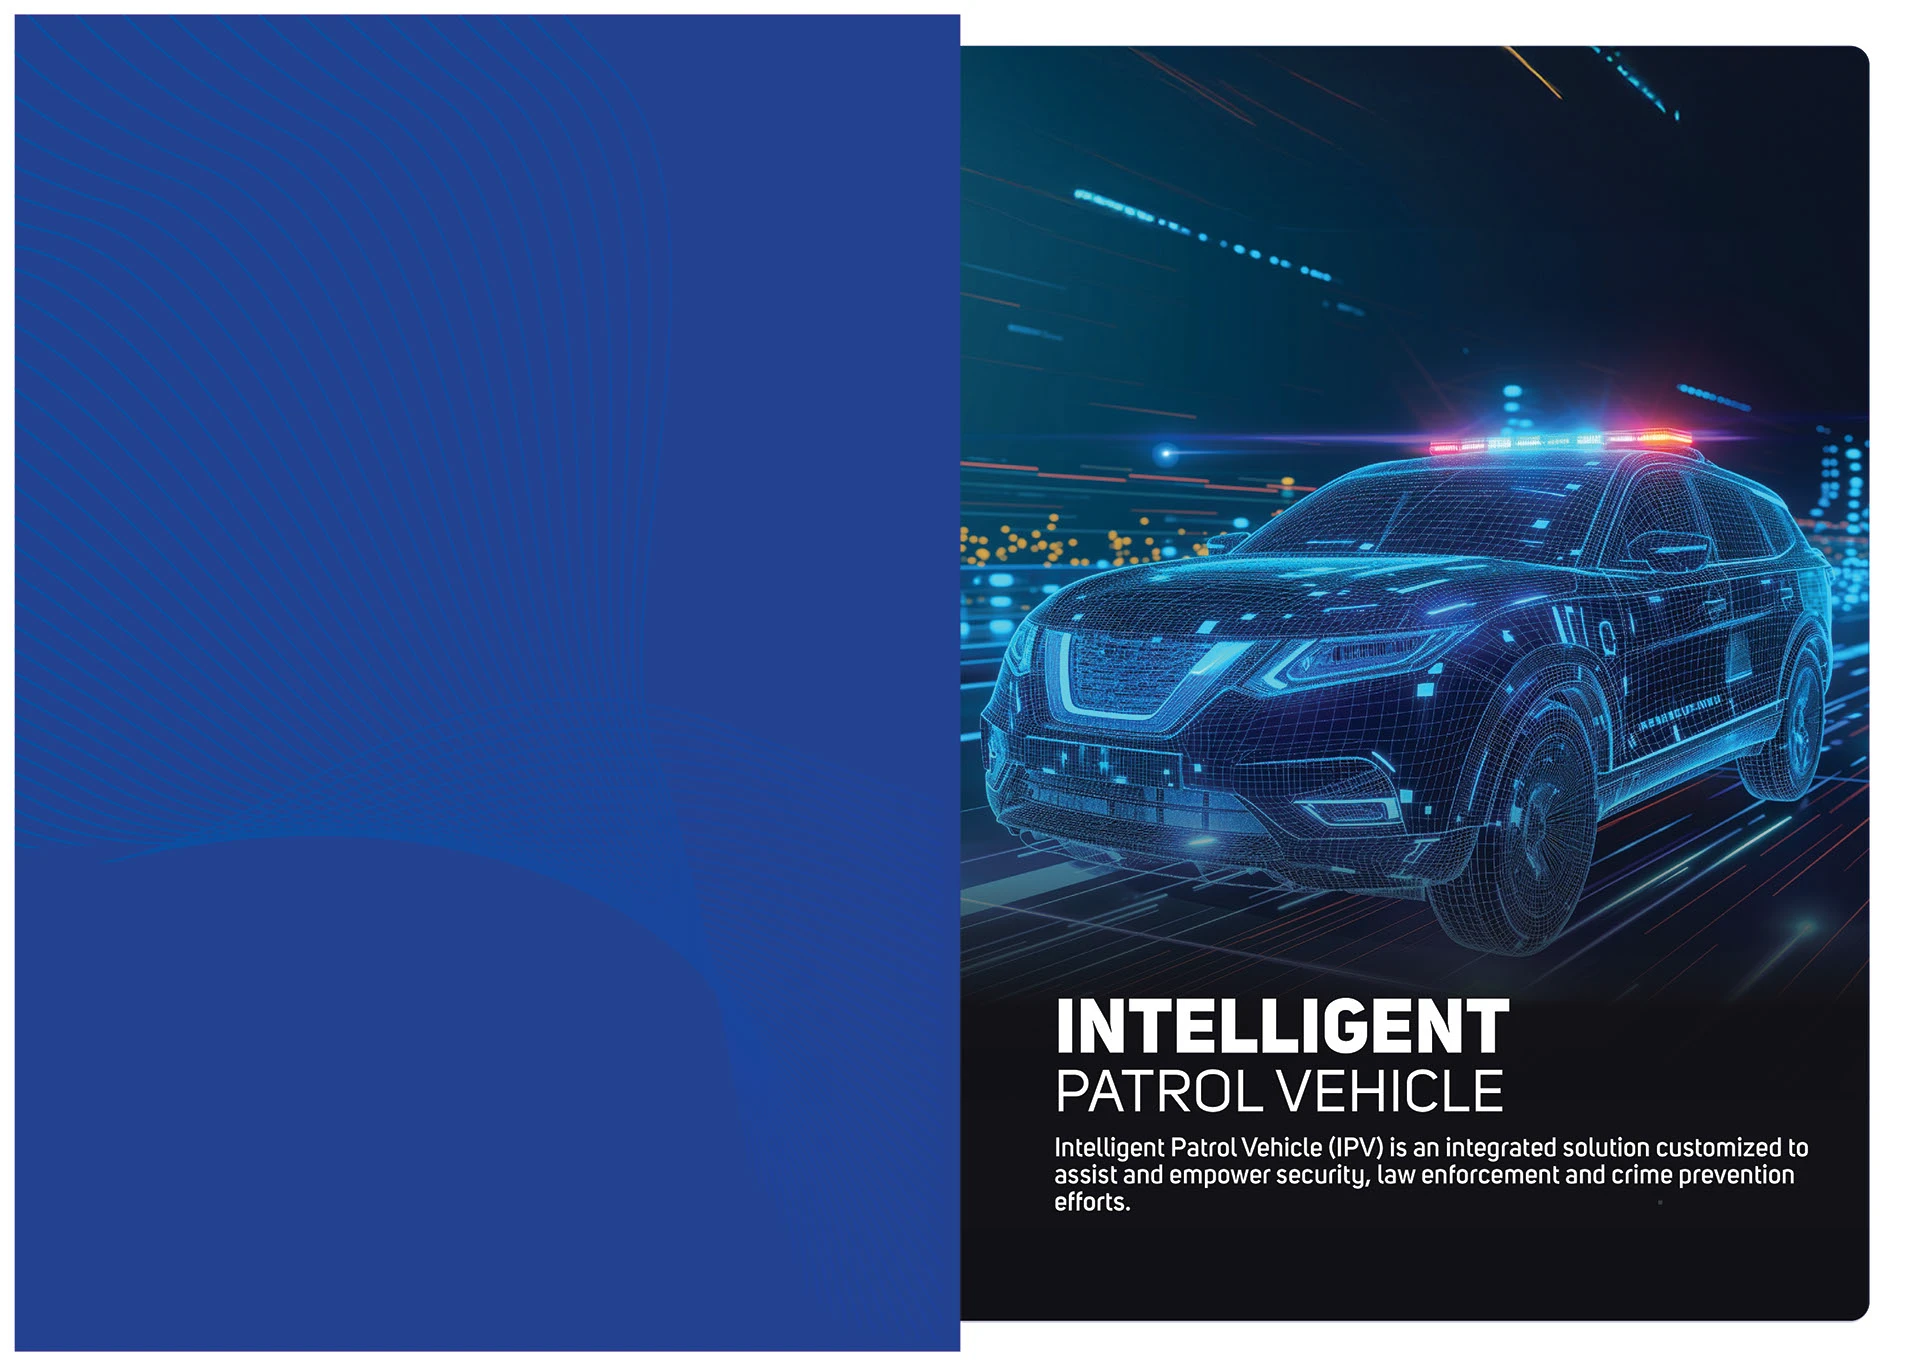 INTELLIGENT
PATROL VEHICLE
Intelligent Patrol Vehicle (IPV) is an integrated solution customized to
assist and empower security, law enforcement and crime prevention
efforts.